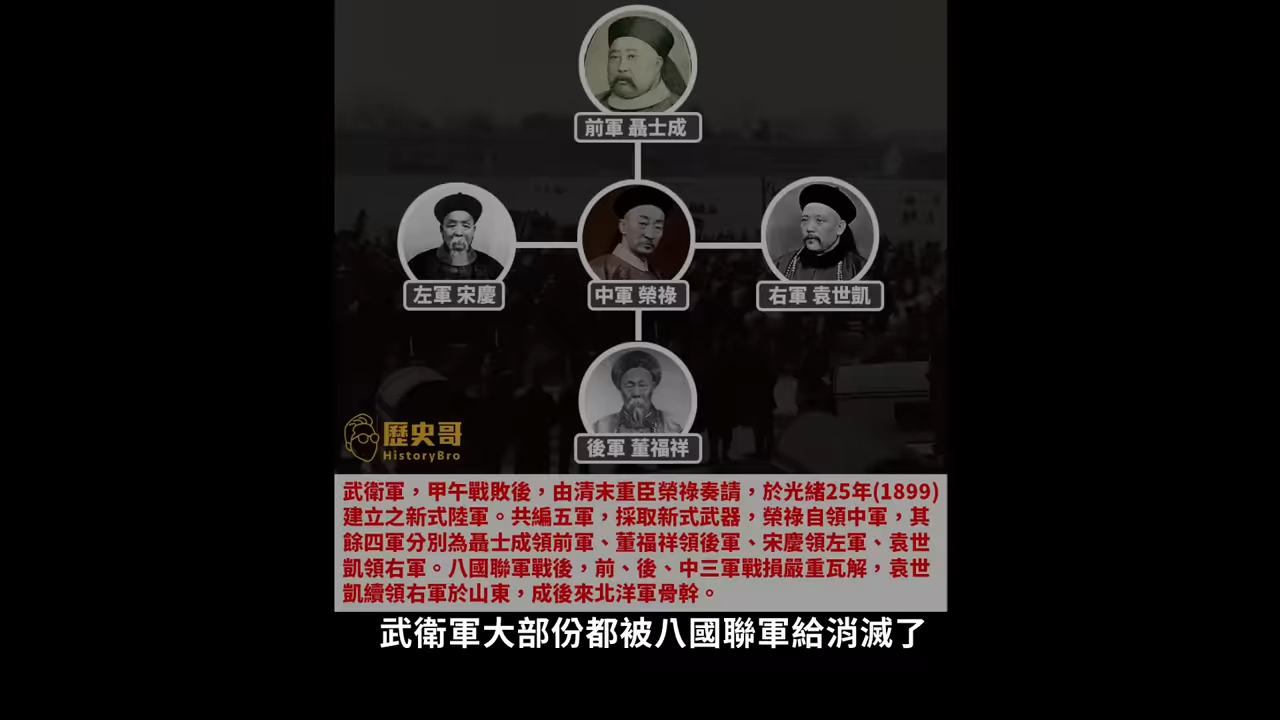 前軍 聶士成
左軍 宋慶
中軍 榮祿
右軍 袁世凱
後軍 董福祥
歷史哥
HistoryBro
武衛軍，甲午戰敗後，由清末重臣榮祿奏請，於光緒25年(1899)
建立之新式陸軍。共編五軍，採取新式武器，榮祿自領中軍，其
餘四軍分別為聶士成領前軍、董福祥領後軍、宋慶領左軍、袁世
凱領右軍。八國聯軍戰後，前、後、中三軍戰損嚴重瓦解，袁世
凱續領右軍於山東，成後來北洋軍骨幹。
武衛軍大部份都被八國聯軍給消滅了